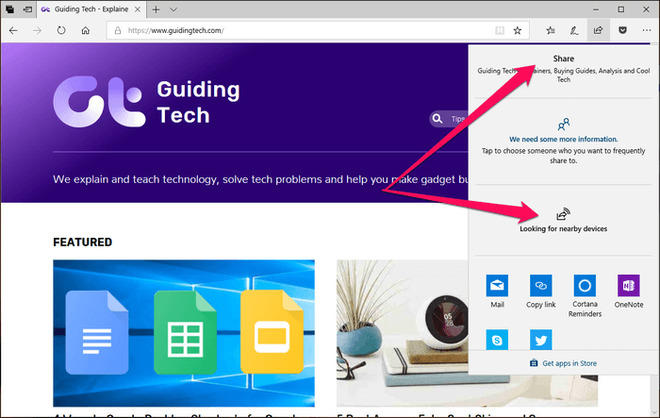 Guiding Tech - Explaine
https://www.guidingtech.com/
Guiding
Tech
Tips
We explain and teach technology, solve tech problems and help you make gadget bu
FEATURED
Share
Guiding Tech, Buying Guides, Analysis and Cool
Tech
We need some more information.
Tap to choose someone who you want to frequently
share to.
Looking for nearby devices
Mail
Copy link
Cortana
Reminders
OneNote
Get apps in Store
05